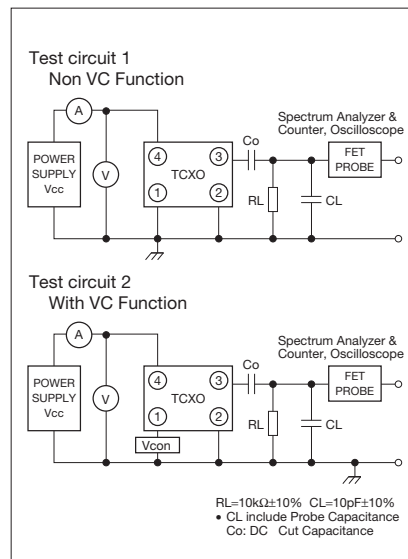 Test circuit 1
Non VC Function
A
POWER
SUPPLY
Vcc
V
4
3
TCXO
1
2
Co
RL
CL
Spectrum Analyzer &
Counter, Oscilloscope
FET
PROBE
Test circuit 2
With VC Function
A
POWER
SUPPLY
Vcc
V
4
3
TCXO
1
2
Vcon
Co
RL
CL
Spectrum Analyzer &
Counter, Oscilloscope
FET
PROBE
RL=10kΩ±10% CL=10pF±10%
• CL include Probe Capacitance
Co: DC Cut Capacitance